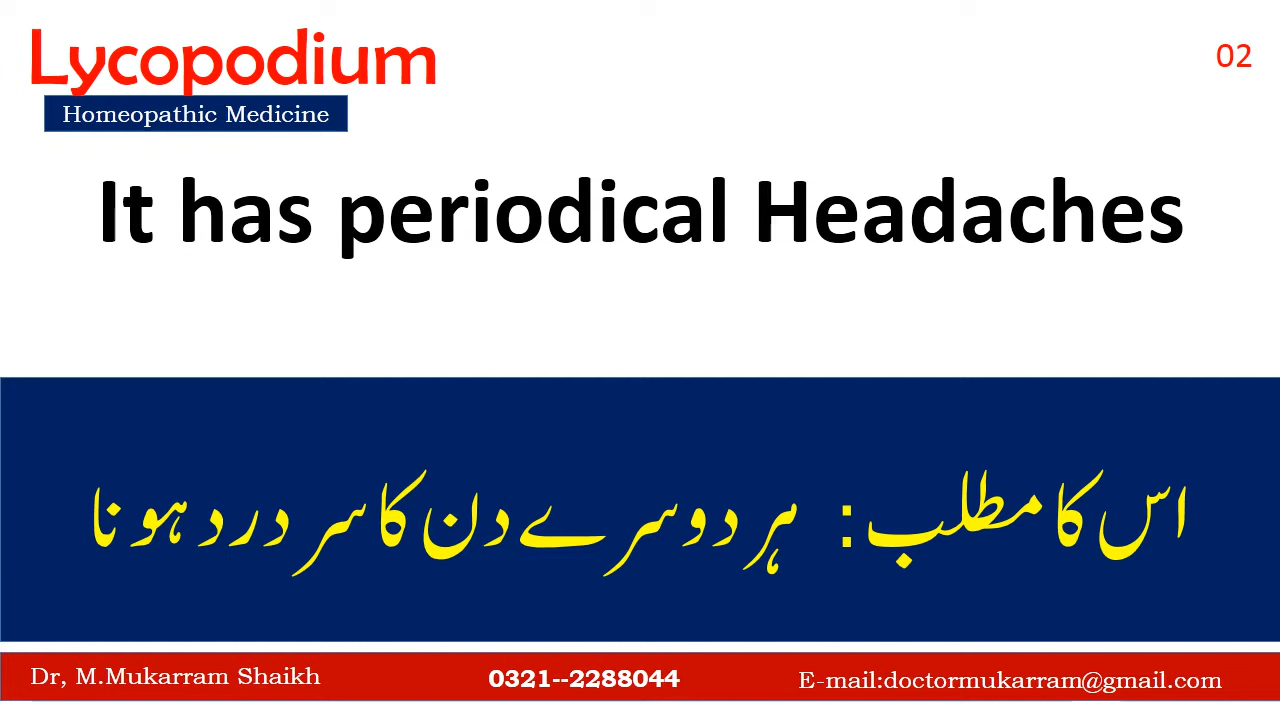 Lycopodium
02
Homeopathic Medicine
It has periodical Headaches
اس کا مطلب: ہر دوسرے دن کا سر درد ہونا
Dr, M.Mukarram Shaikh 0321--2288044 E-mail:doctormukarram@gmail.com